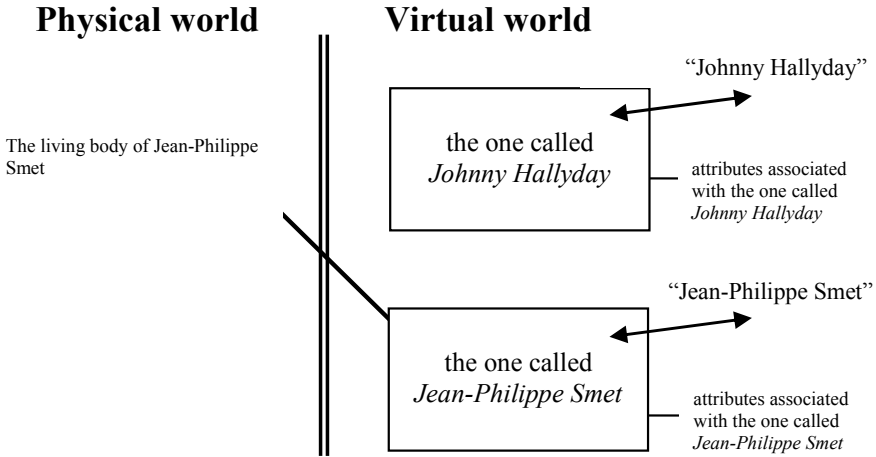 Physical world
Virtual world
“Johnny Hallyday”
the one called
Johnny Hallyday
The living body of Jean-Philippe
Smet
attributes associated
with the one called
Johnny Hallyday
“Jean-Philippe Smet”
the one called
Jean-Philippe Smet
attributes associated
with the one called
Jean-Philippe Smet